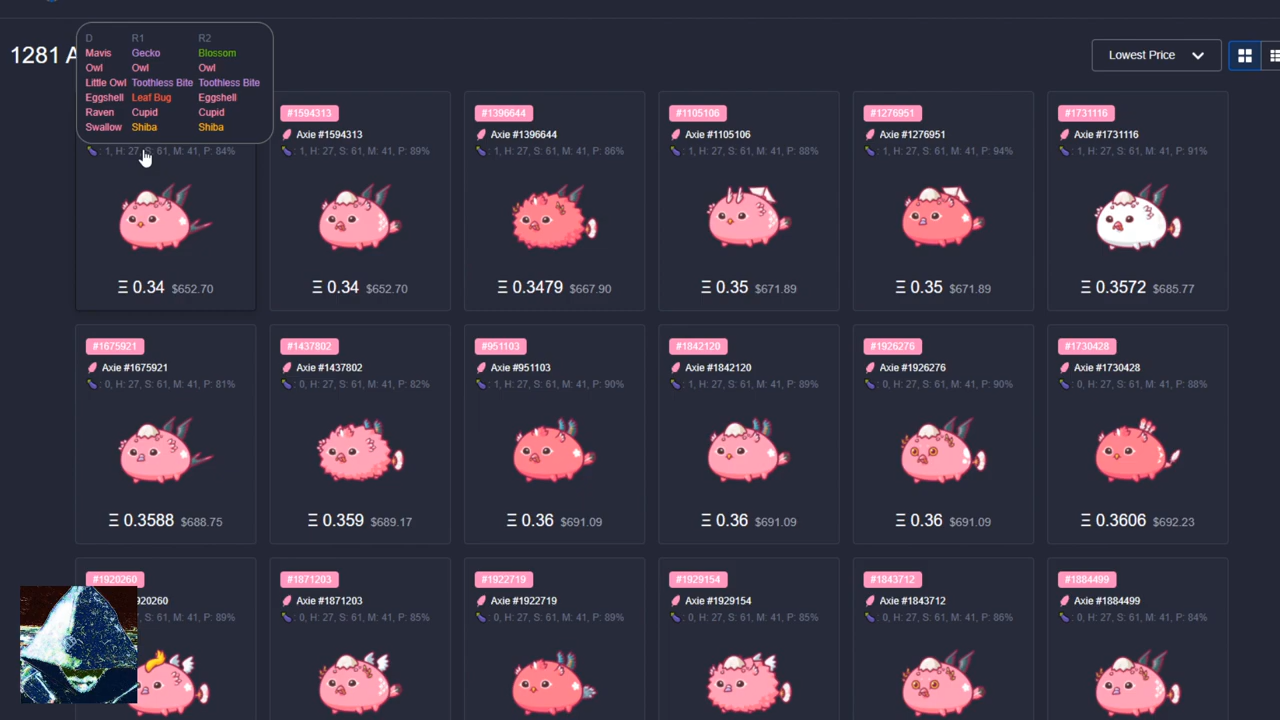 1281 A
Lowest Price
D R1 R2
Mavis Gecko Blossom
Owl Owl Owl
Little Owl Toothless Bite Toothless Bite
Eggshell Leaf Bug Eggshell
Raven Cupid Cupid
Swallow Shiba Shiba
: 1, H: 27, S: 61, M: 41, P: 84%
Ξ 0.34 $652.70
#1594313
Axie #1594313
: 1, H: 27, S: 61, M: 41, P: 89%
Ξ 0.34 $652.70
#1396644
Axie #1396644
: 1, H: 27, S: 61, M: 41, P: 86%
Ξ 0.3479 $667.90
#1105106
Axie #1105106
: 1, H: 27, S: 61, M: 41, P: 88%
Ξ 0.35 $671.89
#1276951
Axie #1276951
: 1, H: 27, S: 61, M: 41, P: 94%
Ξ 0.35 $671.89
#1731116
Axie #1731116
: 1, H: 27, S: 61, M: 41, P: 91%
Ξ 0.3572 $685.77
#1675921
Axie #1675921
: 0, H: 27, S: 61, M: 41, P: 81%
Ξ 0.3588 $688.75
#1437802
Axie #1437802
: 0, H: 27, S: 61, M: 41, P: 82%
Ξ 0.359 $689.17
#951103
Axie #951103
: 1, H: 27, S: 61, M: 41, P: 90%
Ξ 0.36 $691.09
#1842120
Axie #1842120
: 1, H: 27, S: 61, M: 41, P: 89%
Ξ 0.36 $691.09
#1926276
Axie #1926276
: 0, H: 27, S: 61, M: 41, P: 90%
Ξ 0.36 $691.09
#1730428
Axie #1730428
: 0, H: 27, S: 61, M: 41, P: 88%
Ξ 0.3606 $692.23
#1920260
920260
: 0, H: 27, S: 61, M: 41, P: 89%
#1871203
Axie #1871203
: 0, H: 27, S: 61, M: 41, P: 85%
#1922719
Axie #1922719
: 0, H: 27, S: 61, M: 41, P: 89%
#1929154
Axie #1929154
: 0, H: 27, S: 61, M: 41, P: 85%
#1843712
Axie #1843712
: 0, H: 27, S: 61, M: 41, P: 86%
#1884499
Axie #1884499
: 0, H: 27, S: 61, M: 41, P: 84%